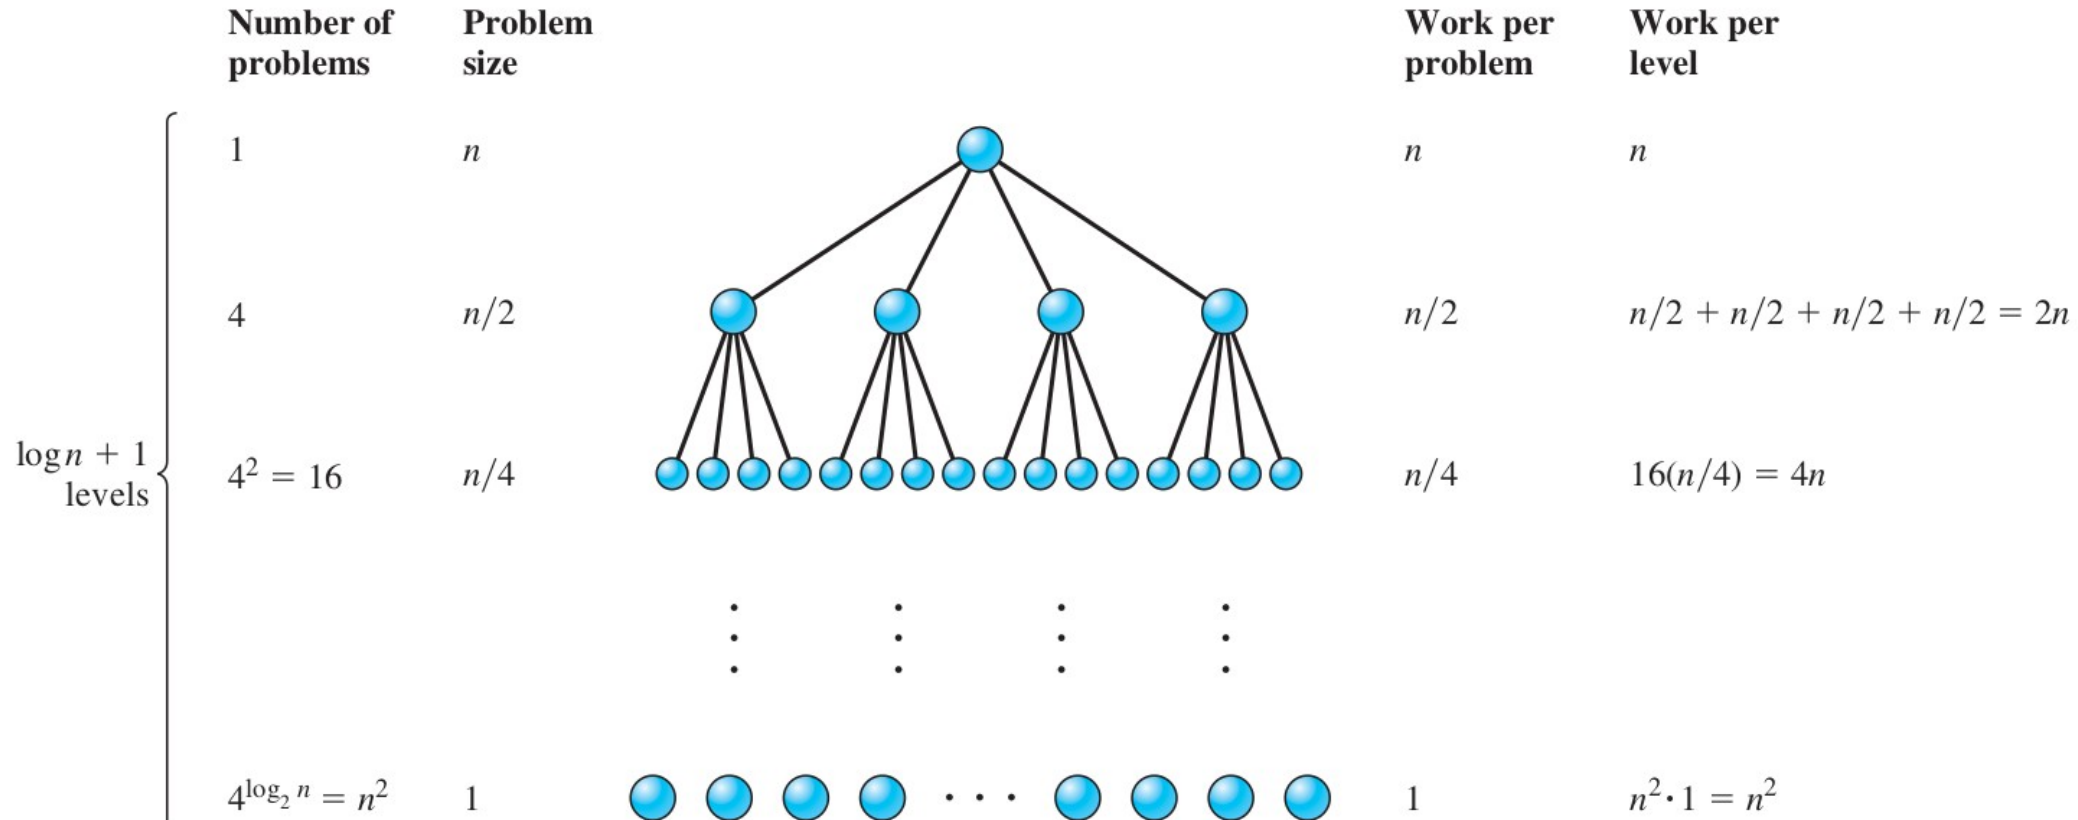 Number of problems Problem size Work per problem Work per level
1 n n n
4 n/2 n/2 n/2 + n/2 + n/2 + n/2 = 2n
log n + 1 levels
4² = 16 n/4 n/4 16(n/4) = 4n
4^{log₂ n} = n² 1 · · · 1 n² · 1 = n²